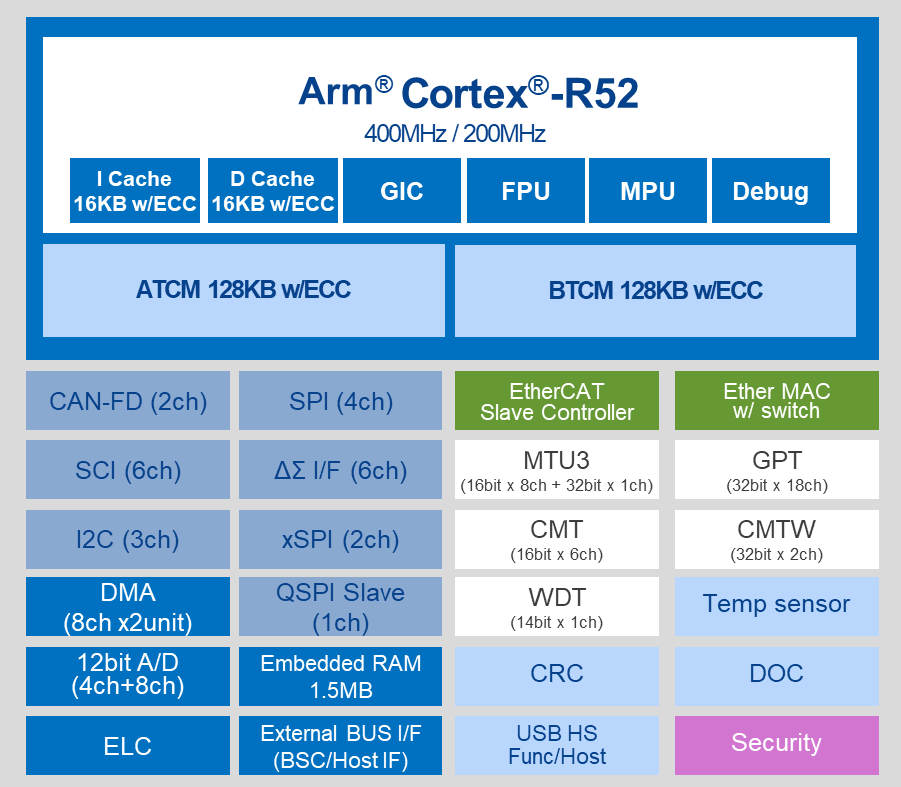 Arm® Cortex®-R52
400MHz / 200MHz
I Cache
16KB w/ECC
D Cache
16KB w/ECC
GIC
FPU
MPU
Debug
ATCM 128KB w/ECC
BTCM 128KB w/ECC
CAN-FD (2ch)
SPI (4ch)
EtherCAT
Slave Controller
Ether MAC
w/ switch
SCI (6ch)
ΔΣ I/F (6ch)
MTU3
(16bit x 8ch + 32bit x 1ch)
GPT
(32bit x 18ch)
I2C (3ch)
xSPI (2ch)
CMT
(16bit x 6ch)
CMTW
(32bit x 2ch)
DMA
(8ch x2unit)
QSPI Slave
(1ch)
WDT
(14bit x 1ch)
Temp sensor
12bit A/D
(4ch+8ch)
Embedded RAM
1.5MB
CRC
DOC
ELC
External BUS I/F
(BSC/Host IF)
USB HS
Func/Host
Security